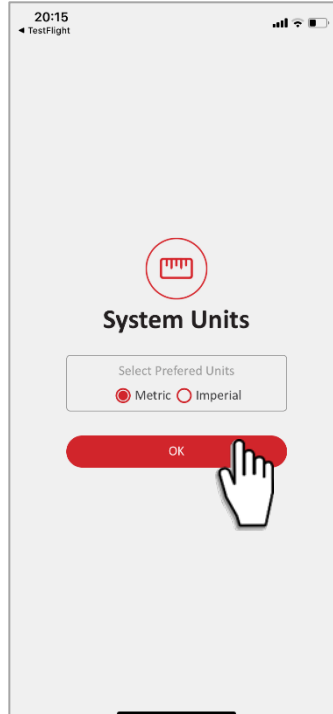 20:15
◀ TestFlight
System Units
Select Prefered Units
Metric Imperial
OK